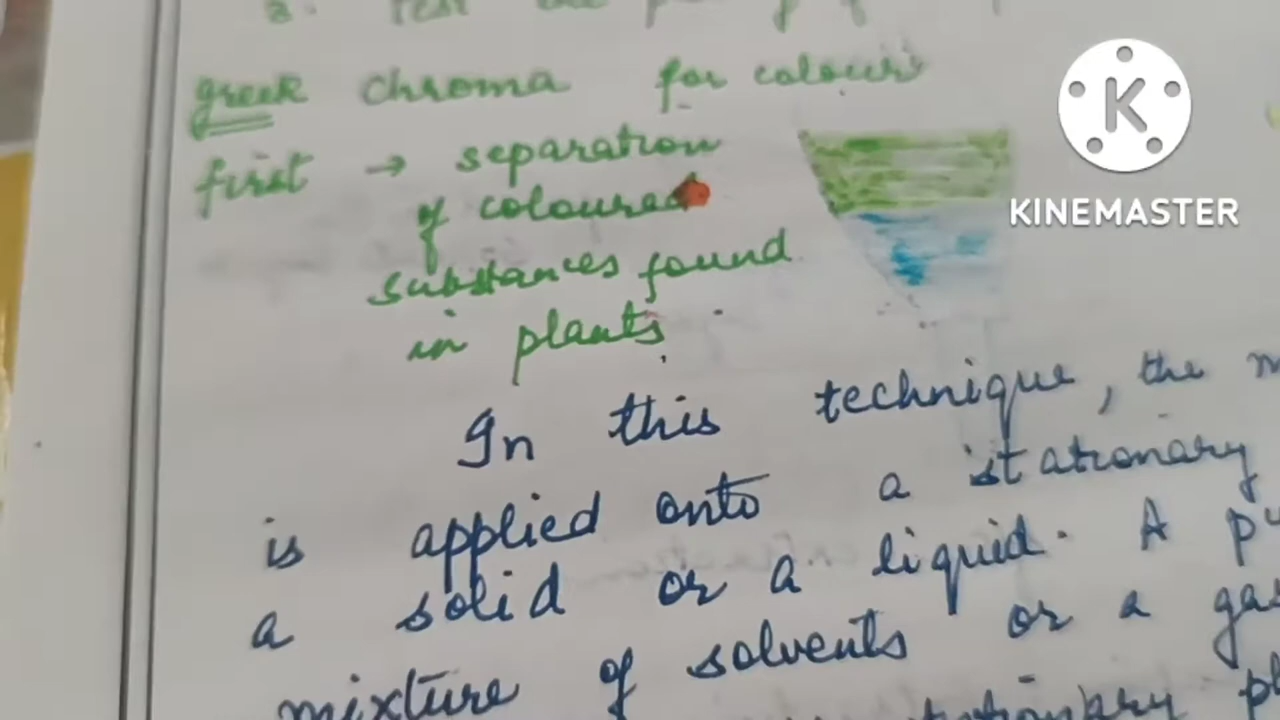 greek chroma for colour
first → separation
of coloured
substances found
in plants
In this technique, the
is applied onto a stationary
a solid or a liquid. A
mixture of solvents or a gas
KINEMASTER